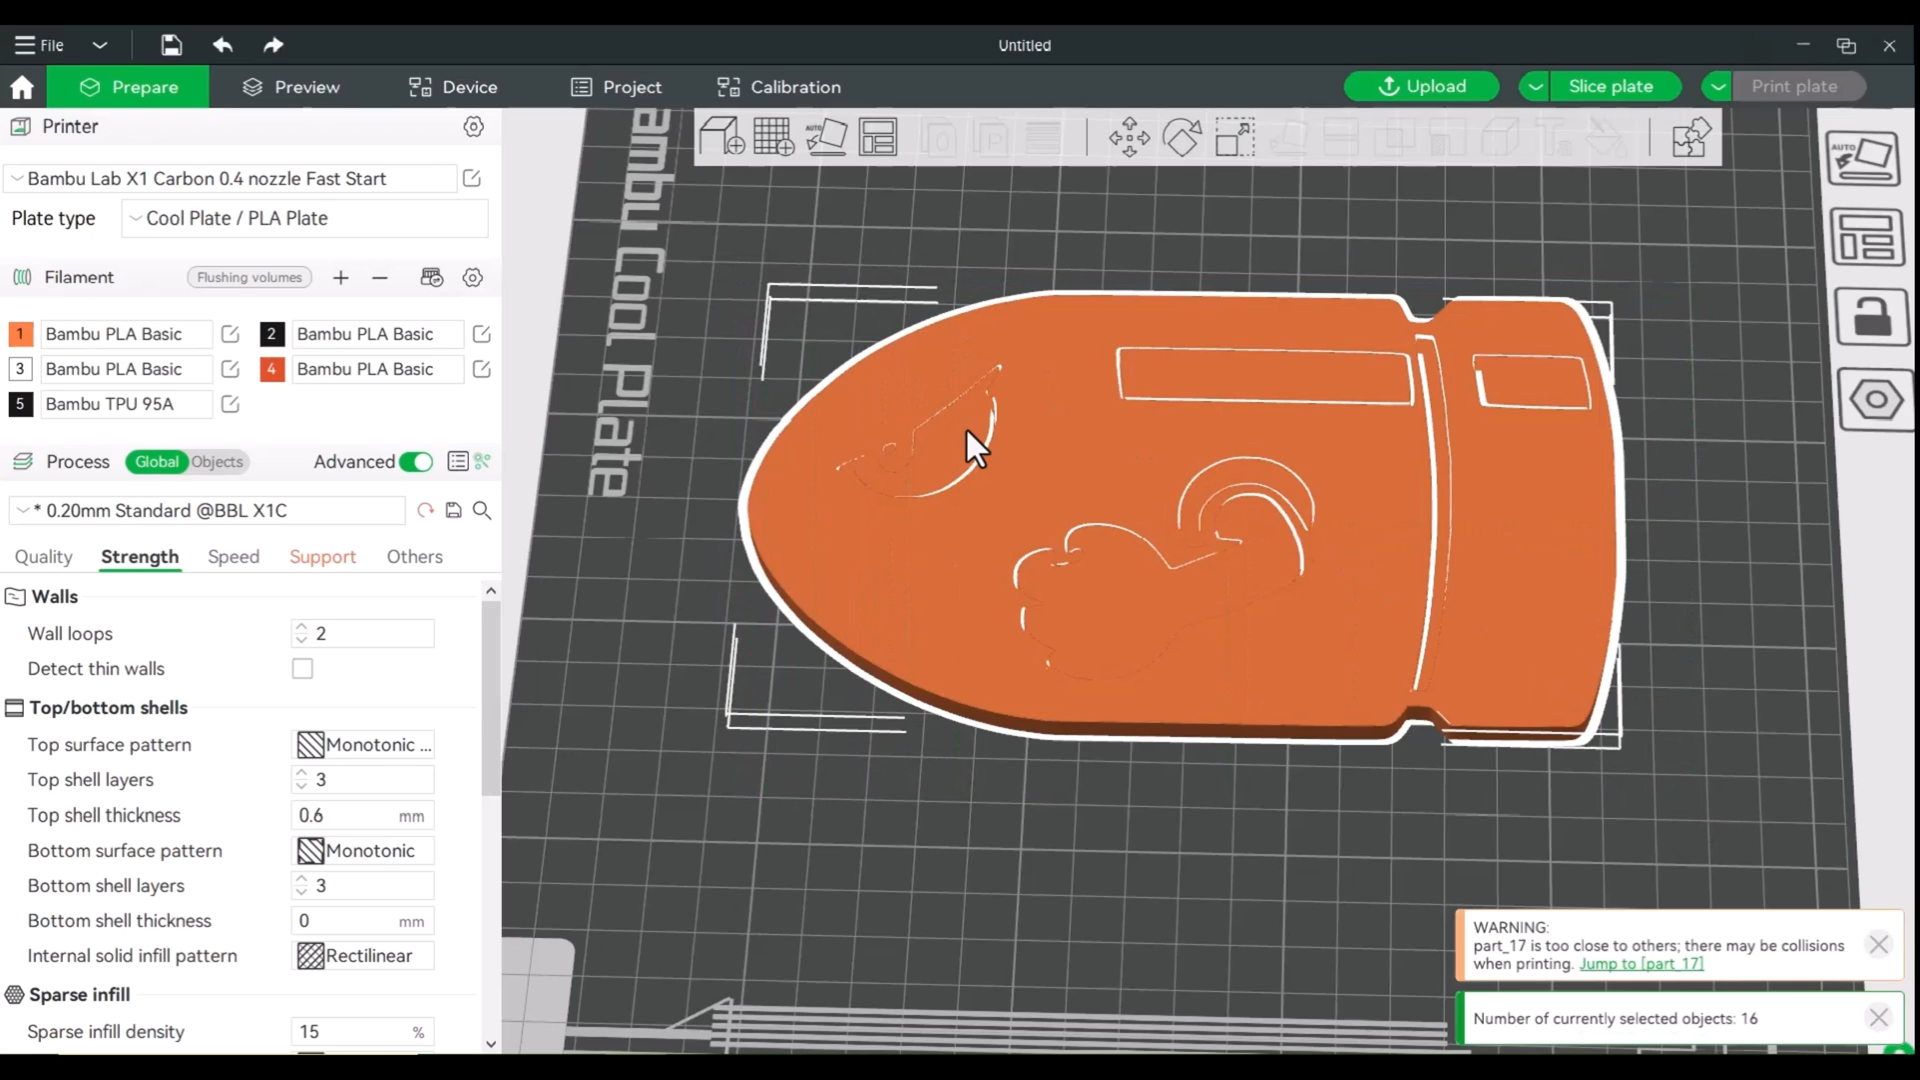 File
Untitled
Prepare
Preview
Device
Project
Calibration
Upload
Slice plate
Print plate
Printer
Bambu Lab X1 Carbon 0.4 nozzle Fast Start
Plate type
Cool Plate / PLA Plate
Filament
Flushing volumes
1 Bambu PLA Basic
2 Bambu PLA Basic
3 Bambu PLA Basic
4 Bambu PLA Basic
5 Bambu TPU 95A
Process
Global
Objects
Advanced
* 0.20mm Standard @BBL X1C
Quality
Strength
Speed
Support
Others
Walls
Wall loops
2
Detect thin walls
Top/bottom shells
Top surface pattern
Monotonic ...
Top shell layers
3
Top shell thickness
0.6 mm
Bottom surface pattern
Monotonic
Bottom shell layers
3
Bottom shell thickness
0 mm
Internal solid infill pattern
Rectilinear
Sparse infill
Sparse infill density
15 %
ambu Cool Plate
AUTO
AUTO
WARNING:
part_17 is too close to others; there may be collisions
when printing. Jump to [part_17]
Number of currently selected objects: 16